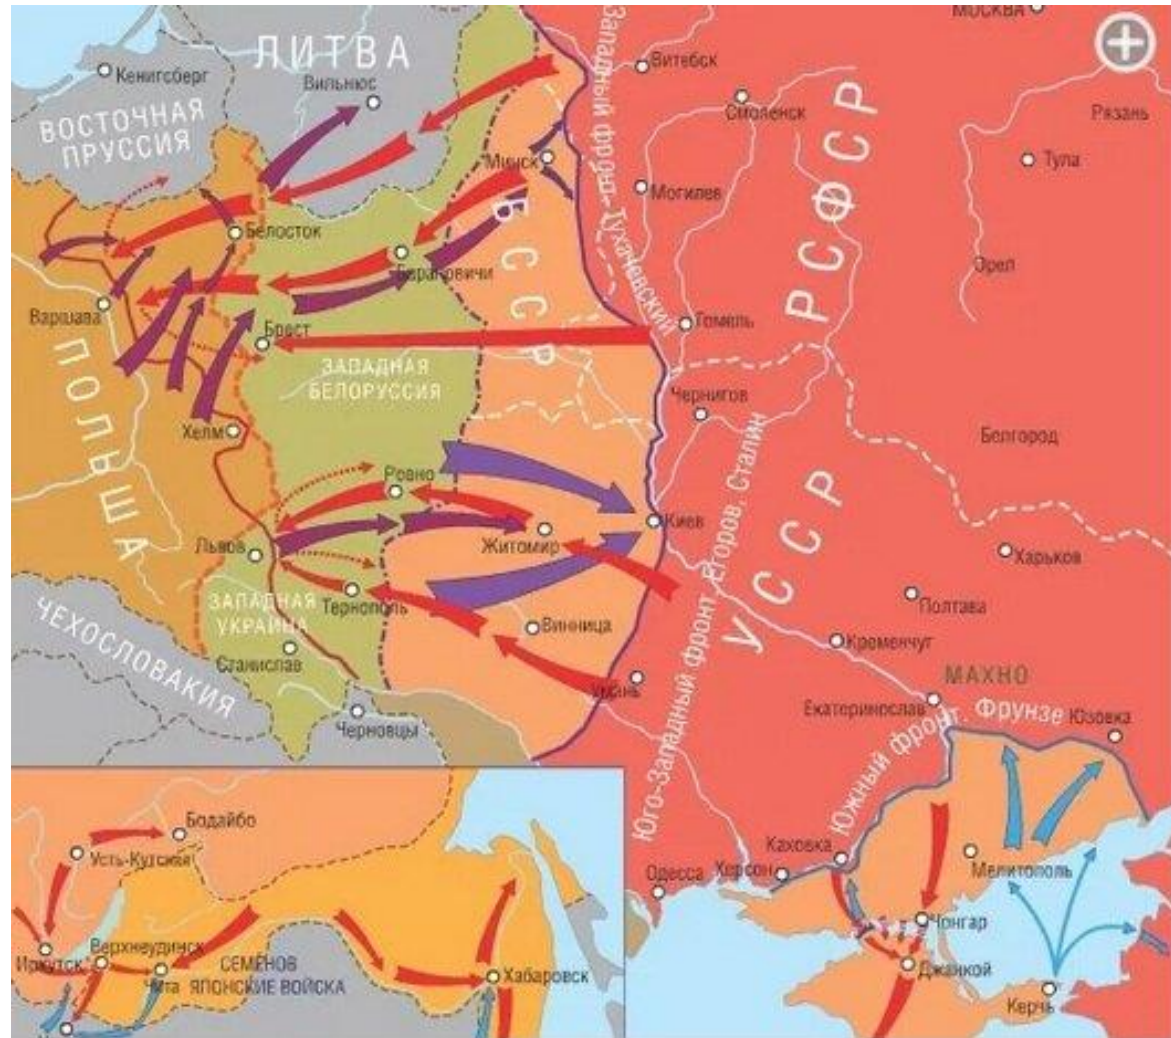 МОСКВА
ЛИТВА
Кенигсберг
Вильнюс
Витебск
Смоленск
Рязань
ВОСТОЧНАЯ
ПРУССИЯ
Западный фронт. Тухачевский
Минск
Тула
Могилев
РСФСР
БССР
Белосток
Барановичи
Орел
Варшава
Гомель
Брест
ПОЛЬША
ЗАПАДНАЯ
БЕЛОРУССИЯ
Чернигов
Хелм
Белгород
Ровно
УССР
Киев
Житомир
Львов
Харьков
Юго-Западный фронт. Егоров. Сталин
Тернополь
ЗАПАДНАЯ
УКРАИНА
Полтава
ЧЕХОСЛОВАКИЯ
Винница
Станислав
Кременчуг
Умань
МАХНО
Черновцы
Екатеринослав
Южный фронт. Фрунзе
Юзовка
Бодайбо
Усть-Кутская
Каховка
Мелитополь
Одесса
Херсон
Чонгар
Верхнеудинск
Иркутск
СЕМЕНОВ
Чита
ЯПОНСКИЕ ВОЙСКА
Хабаровск
Джанкой
Керчь